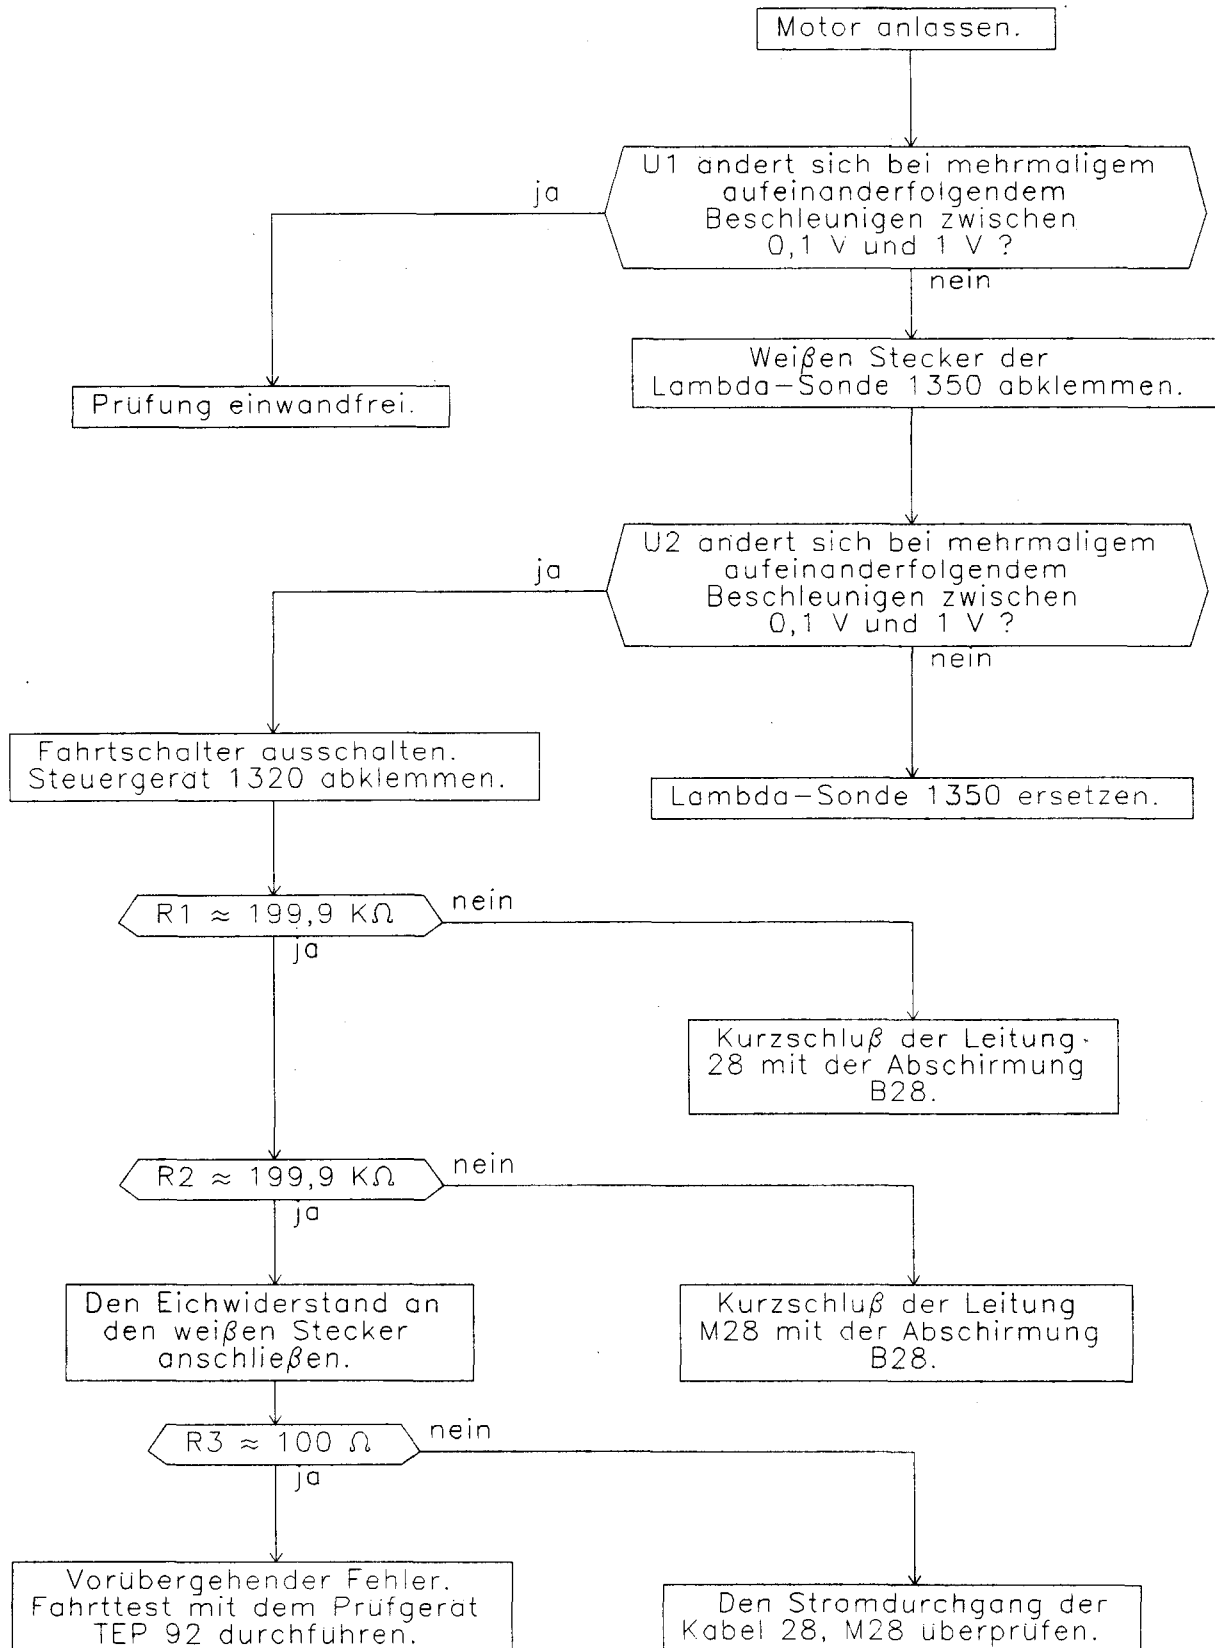 Motor anlassen.
U1 ändert sich bei mehrmaligem
aufeinanderfolgendem
Beschleunigen zwischen
0,1 V und 1 V ?
ja
nein
Prüfung einwandfrei.
Weißen Stecker der
Lambda-Sonde 1350 abklemmen.
U2 andert sich bei mehrmaligem
aufeinanderfolgendem
Beschleunigen zwischen
0,1 V und 1 V ?
ja
nein
Fahrtschalter ausschalten.
Steuergerat 1320 abklemmen.
Lambda-Sonde 1350 ersetzen.
R1 ≈ 199,9 KΩ
nein
ja
Kurzschluß der Leitung
28 mit der Abschirmung
B28.
R2 ≈ 199,9 KΩ
nein
ja
Den Eichwiderstand an
den weißen Stecker
anschließen.
Kurzschluß der Leitung
M28 mit der Abschirmung
B28.
R3 ≈ 100 Ω
nein
ja
Vorübergehender Fehler.
Fahrttest mit dem Prüfgerät
TEP 92 durchführen.
Den Stromdurchgang der
Kabel 28, M28 überprüfen.